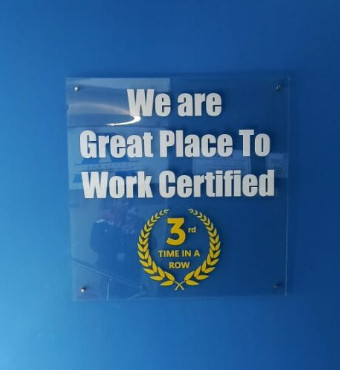 We are
Great Place To
Work Certified
3rd
TIME IN A
ROW